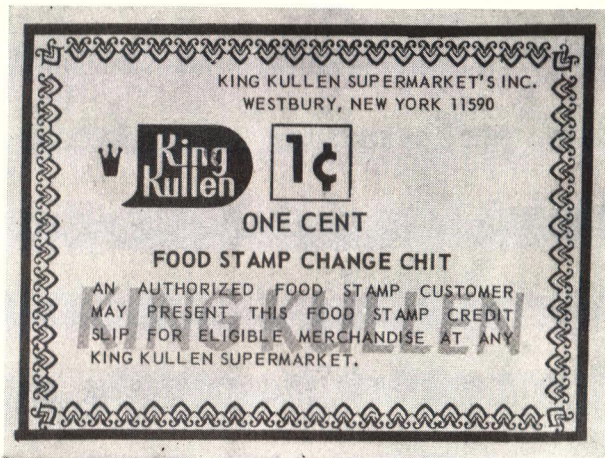 KING KULLEN SUPERMARKET'S INC.
WESTBURY, NEW YORK 11590
King
Kullen
1¢
ONE CENT
FOOD STAMP CHANGE CHIT
AN AUTHORIZED FOOD STAMP CUSTOMER
MAY PRESENT THIS FOOD STAMP CREDIT
SLIP FOR ELIGIBLE MERCHANDISE AT ANY
KING KULLEN SUPERMARKET.
KING KULLEN